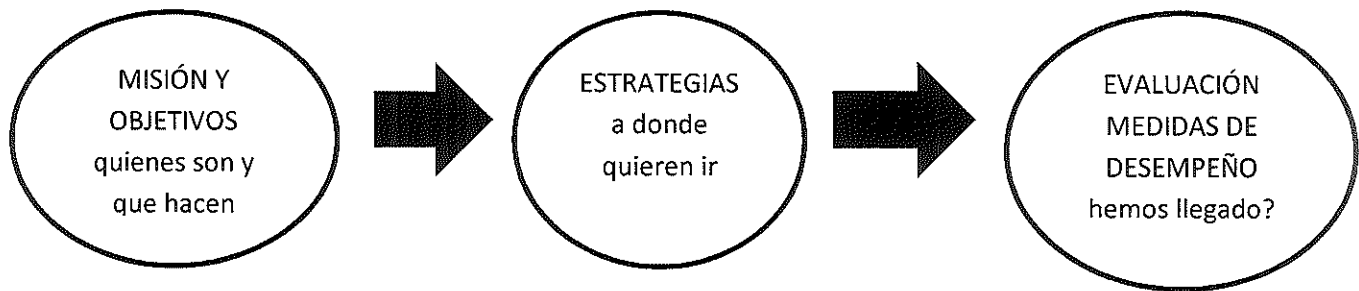 MISIÓN Y
OBJETIVOS
quienes son y
que hacen
ESTRATEGIAS
a donde
quieren ir
EVALUACIÓN
MEDIDAS DE
DESEMPEÑO
hemos llegado?